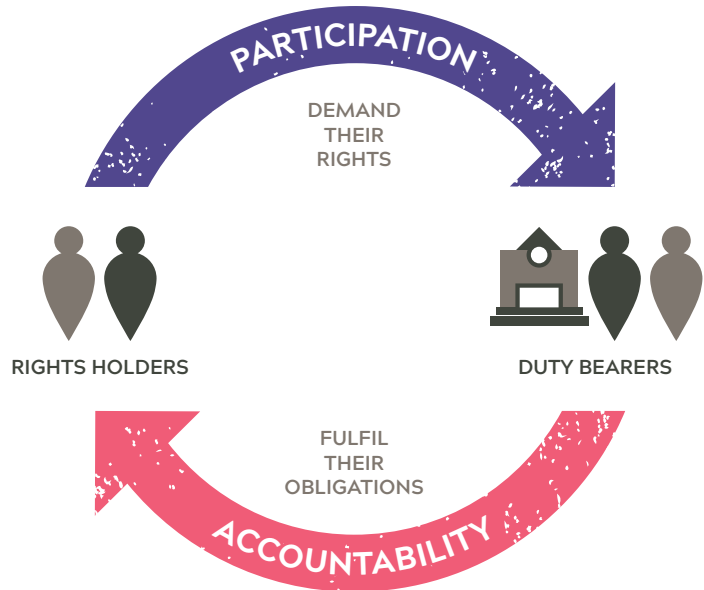 PARTICIPATION
DEMAND
THEIR
RIGHTS
RIGHTS HOLDERS
DUTY BEARERS
FULFIL
THEIR
OBLIGATIONS
ACCOUNTABILITY